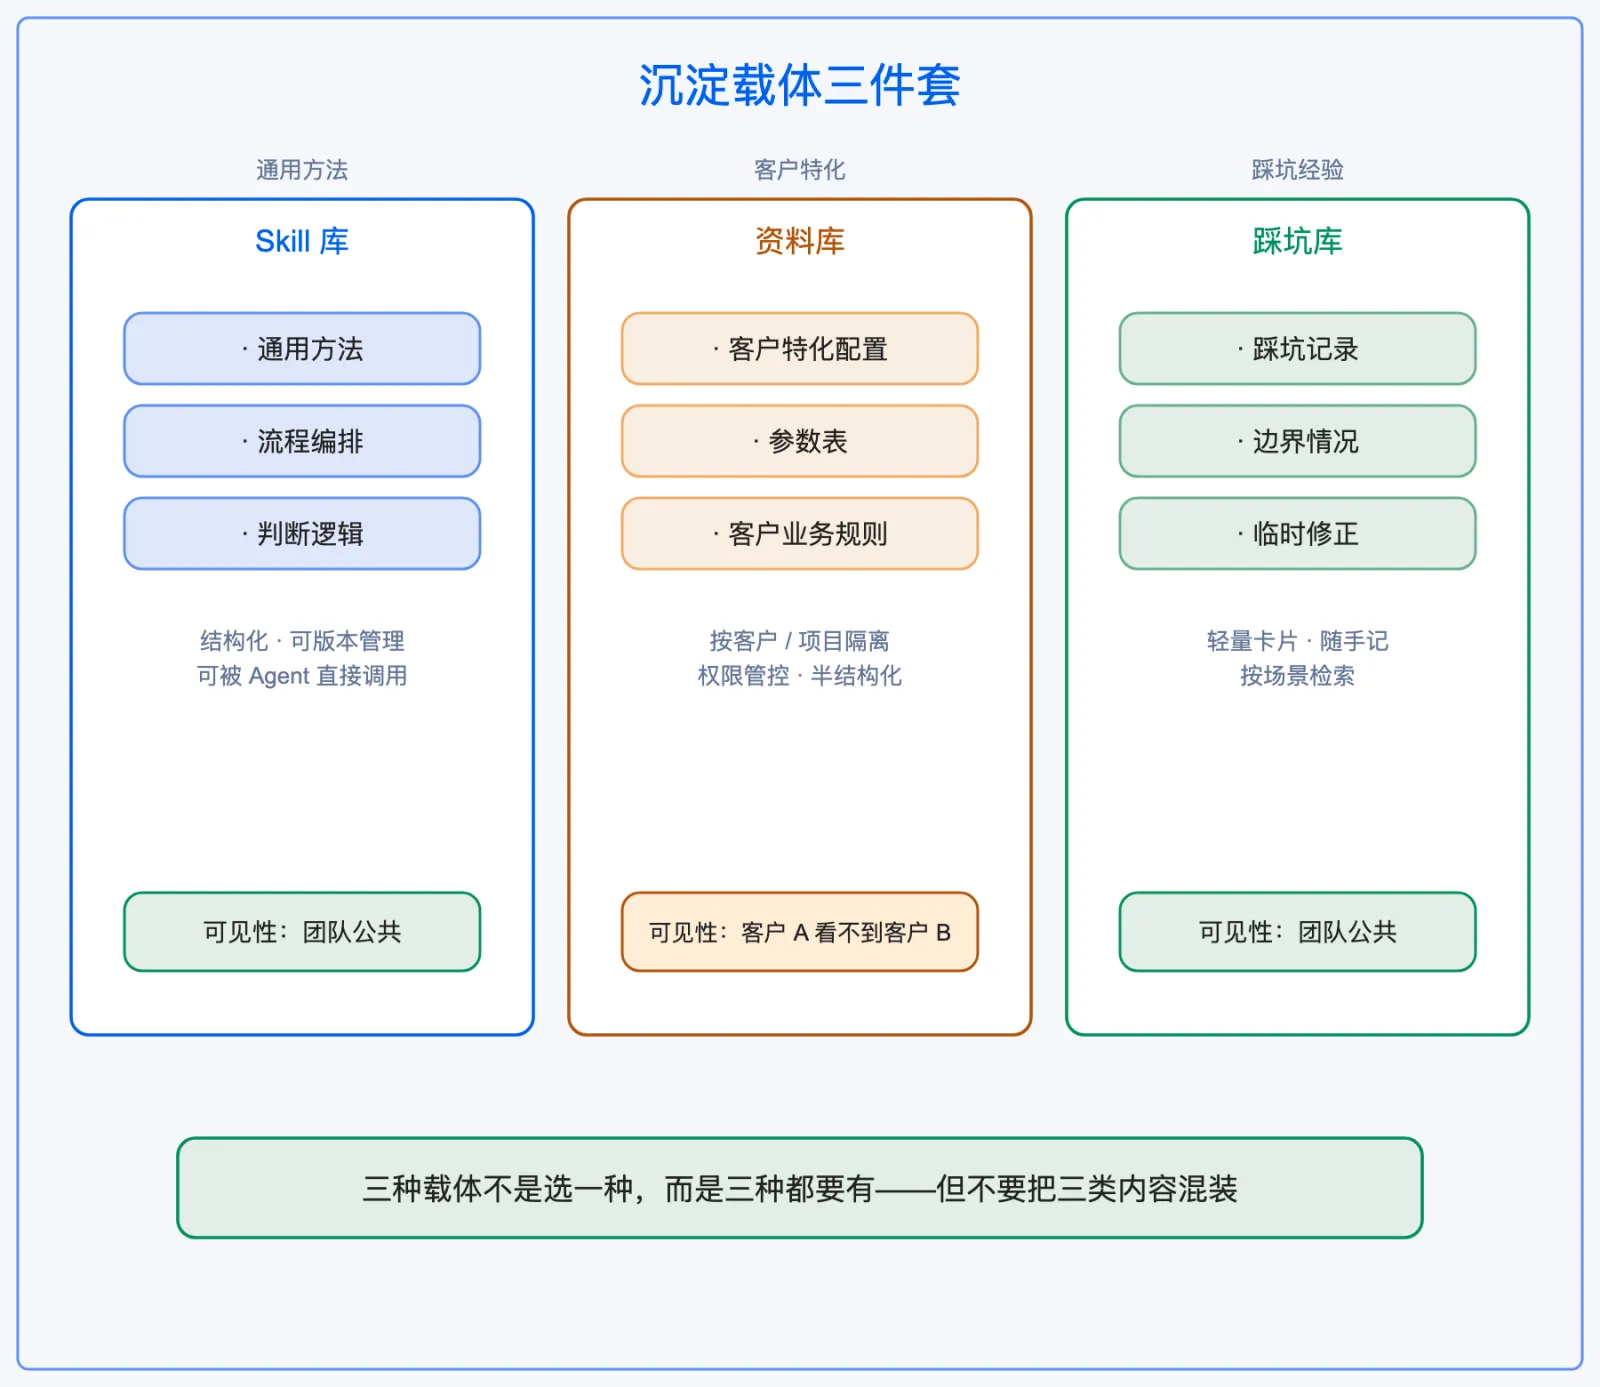 沉淀载体三件套
通用方法
Skill 库
· 通用方法
· 流程编排
· 判断逻辑
结构化 · 可版本管理
可被 Agent 直接调用
可见性：团队公共
客户特化
资料库
· 客户特化配置
· 参数表
· 客户业务规则
按客户 / 项目隔离
权限管控 · 半结构化
可见性：客户 A 看不到客户 B
踩坑经验
踩坑库
· 踩坑记录
· 边界情况
· 临时修正
轻量卡片 · 随手记
按场景检索
可见性：团队公共
三种载体不是选一种，而是三种都要有——但不要把三类内容混装